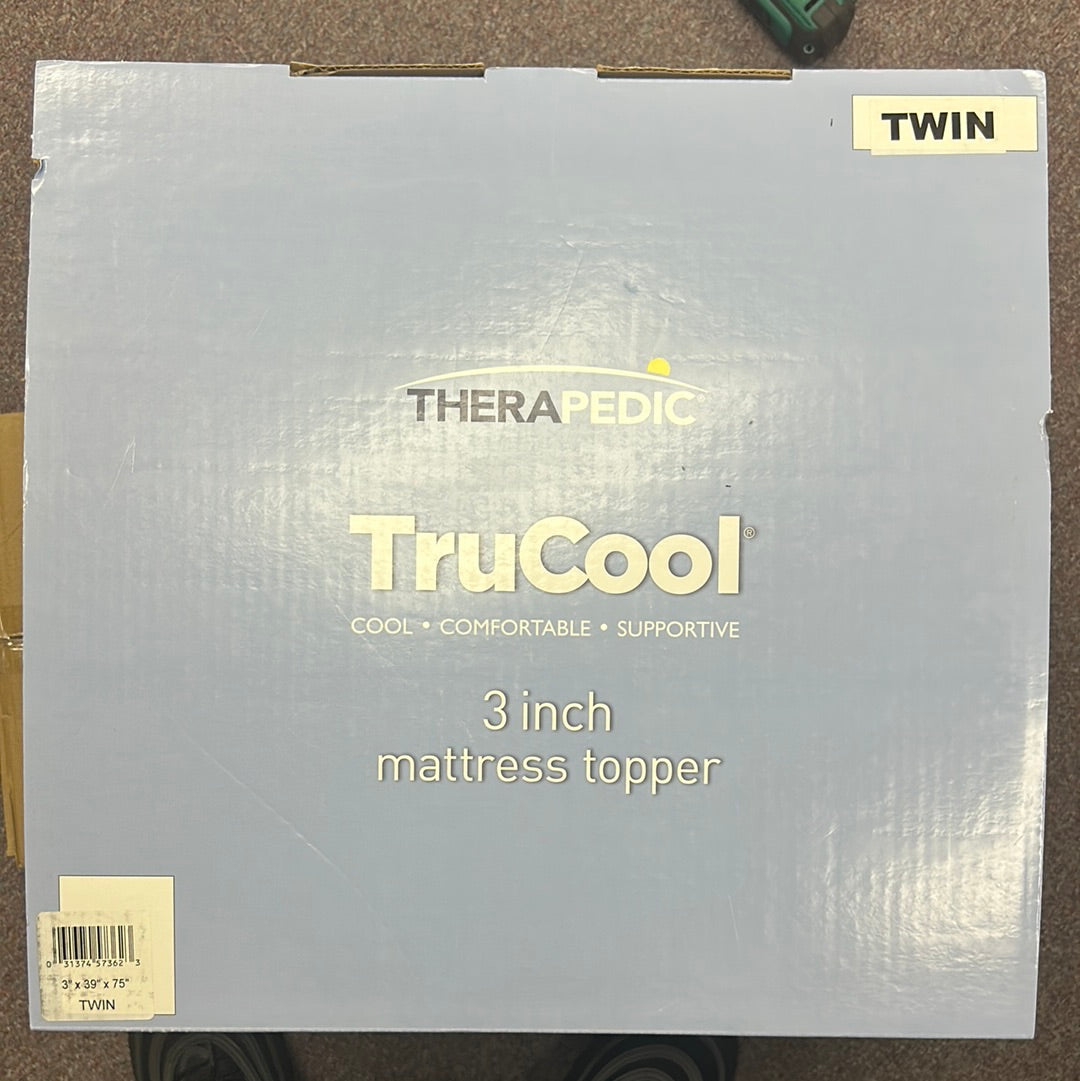 TWIN
THERAPEDIC®
TruCool®
COOL • COMFORTABLE • SUPPORTIVE
3 inch
mattress topper
0 31374 57362 3
3" x 39" x 75"
TWIN